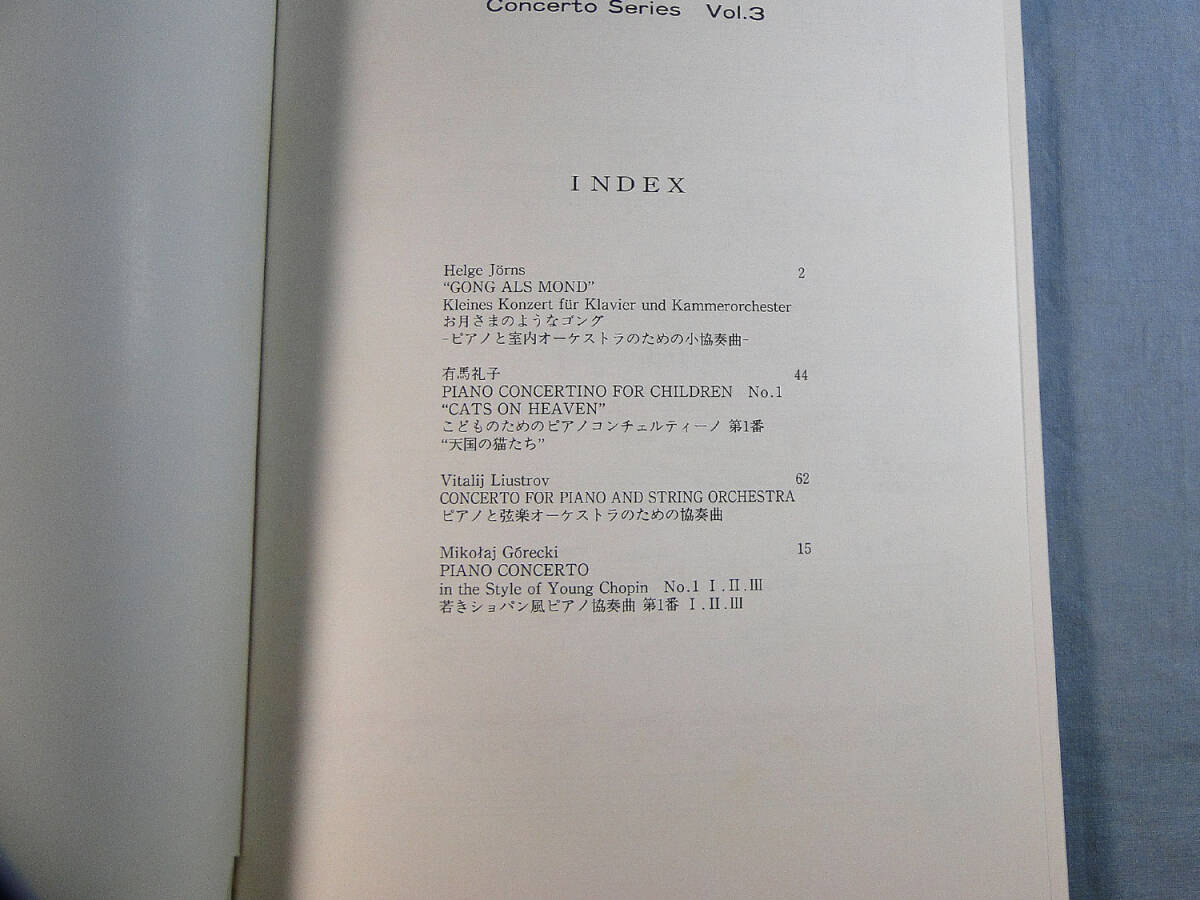 Concerto Series Vol.3
INDEX
Helge Jörns 2
“GONG ALS MOND”
Kleines Konzert für Klavier und Kammerorchester
お月さまのようなゴング
-ピアノと室内オーケストラのための小協奏曲-
有馬礼子 44
PIANO CONCERTINO FOR CHILDREN No.1
“CATS ON HEAVEN”
こどものためのピアノコンチェルティーノ 第1番
“天国の猫たち”
Vitalij Liustrov 62
CONCERTO FOR PIANO AND STRING ORCHESTRA
ピアノと弦楽オーケストラのための協奏曲
Mikołaj Górecki 15
PIANO CONCERTO
in the Style of Young Chopin No.1 Ⅰ.Ⅱ.Ⅲ
若きショパン風ピアノ協奏曲 第1番 Ⅰ.Ⅱ.Ⅲ